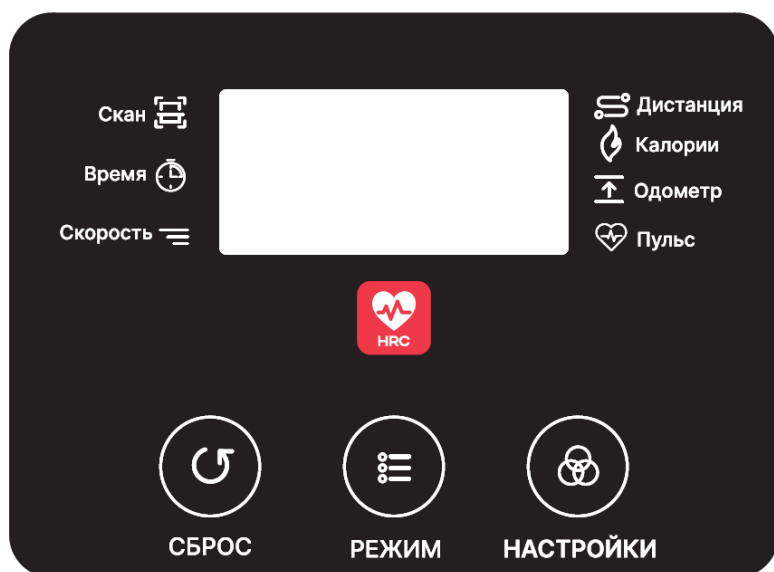 Скан
Время
Скорость
Дистанция
Калории
Одометр
Пульс
HRC
СБРОС
РЕЖИМ
НАСТРОЙКИ